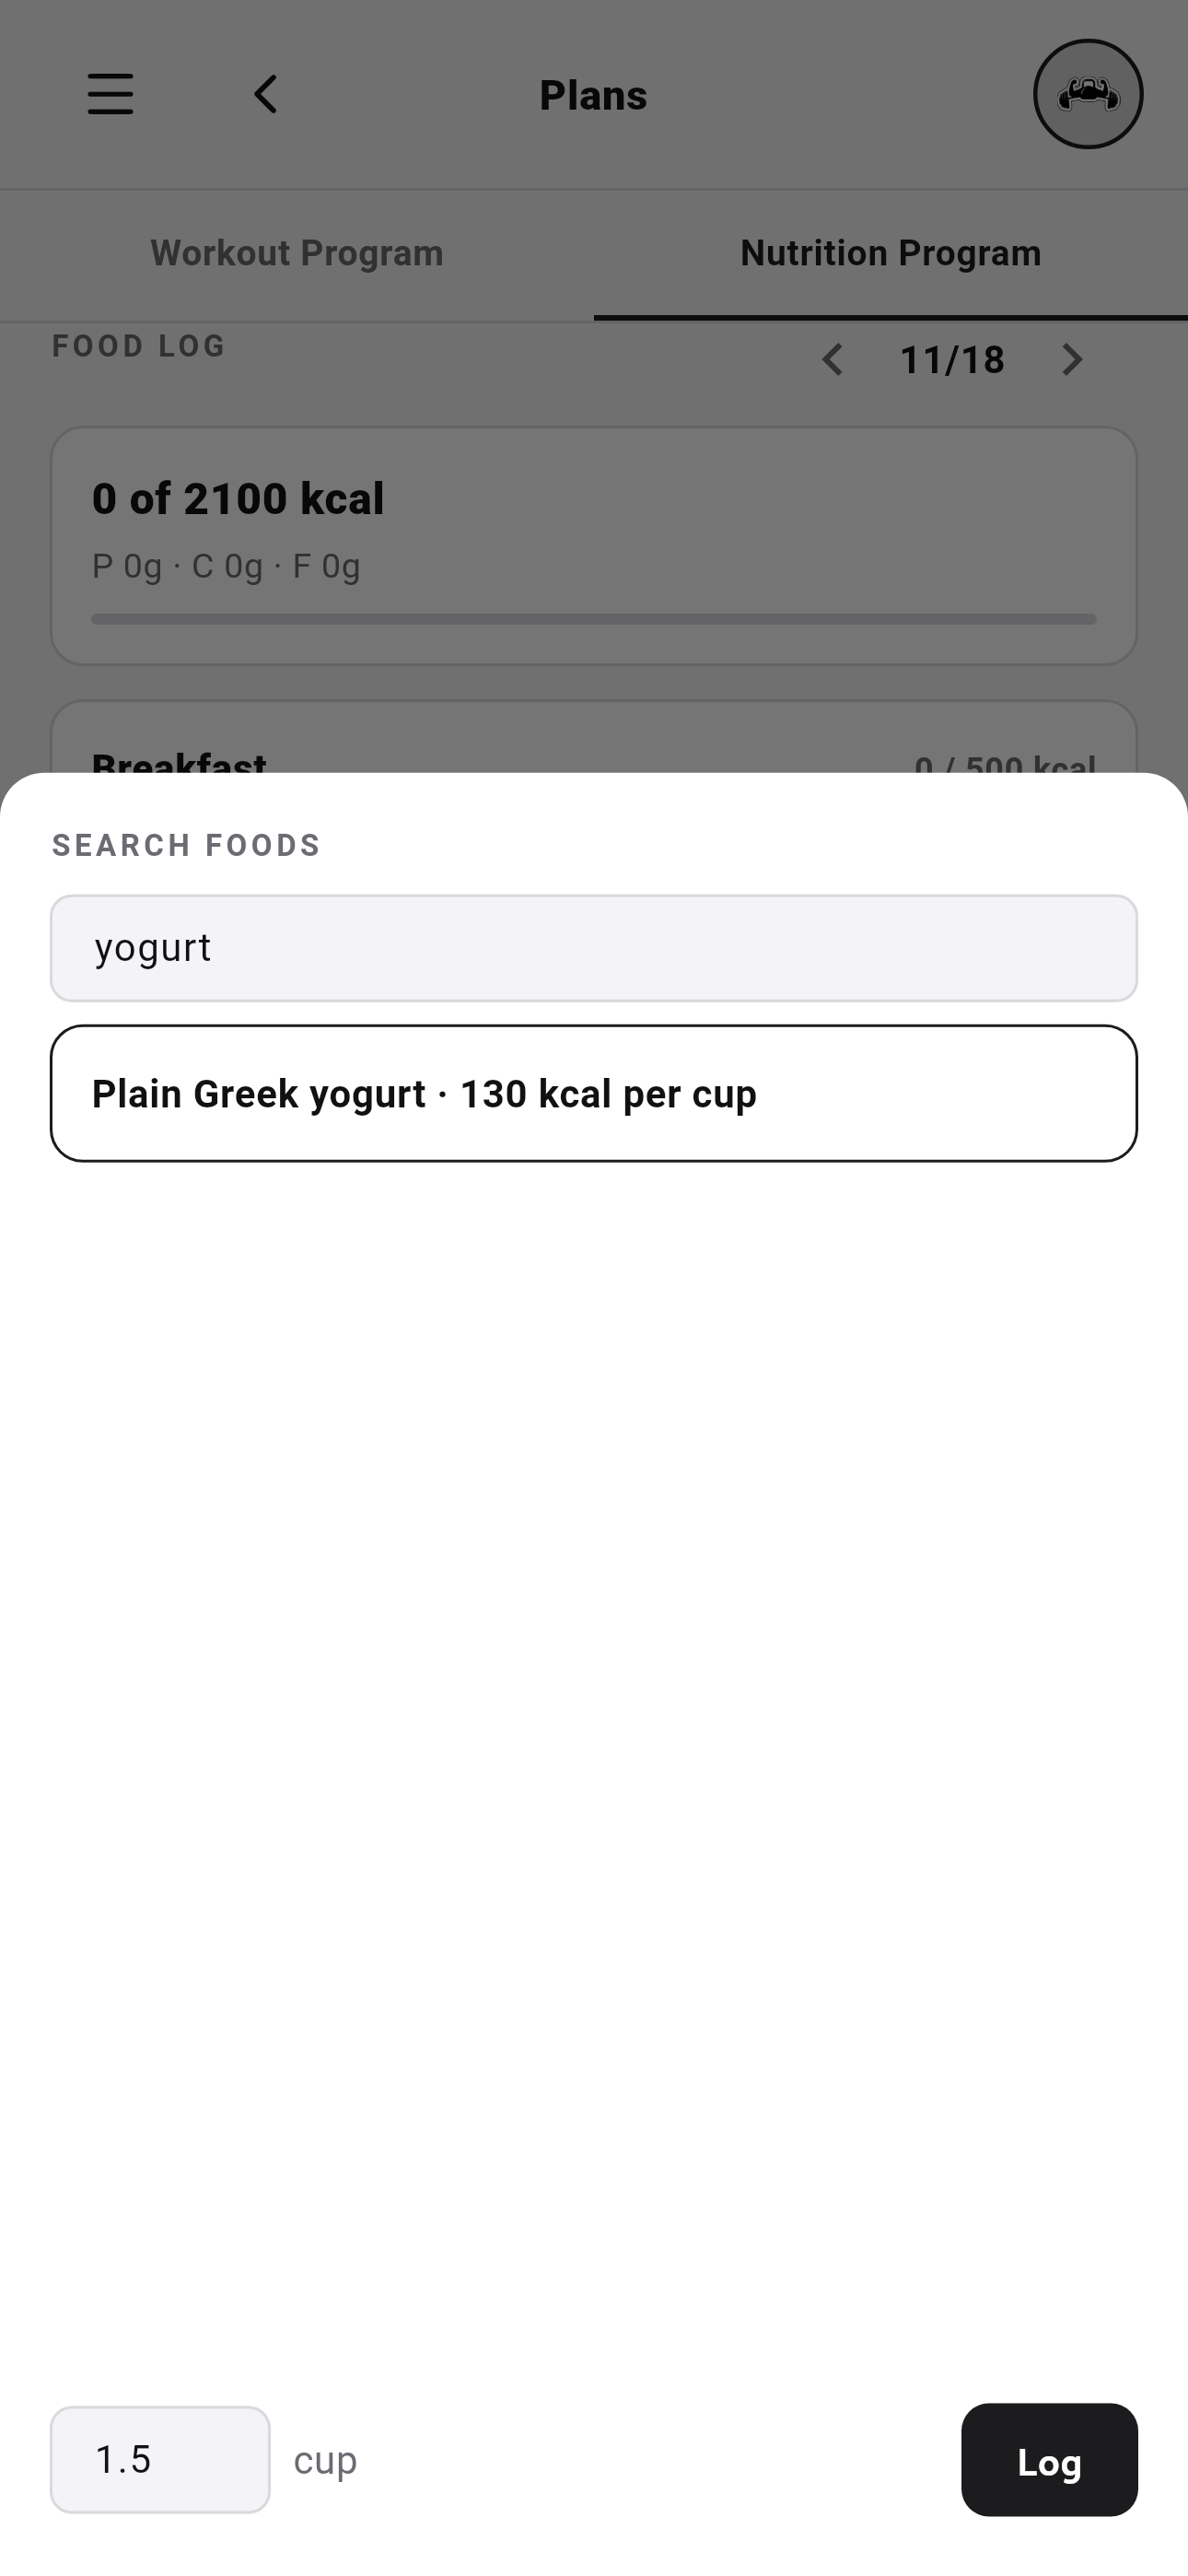 Plans
Workout Program
Nutrition Program
FOOD LOG
11/18
0 of 2100 kcal
P 0g · C 0g · F 0g
Breakfast
0 / 500 kcal
SEARCH FOODS
yogurt
Plain Greek yogurt · 130 kcal per cup
1.5
cup
Log